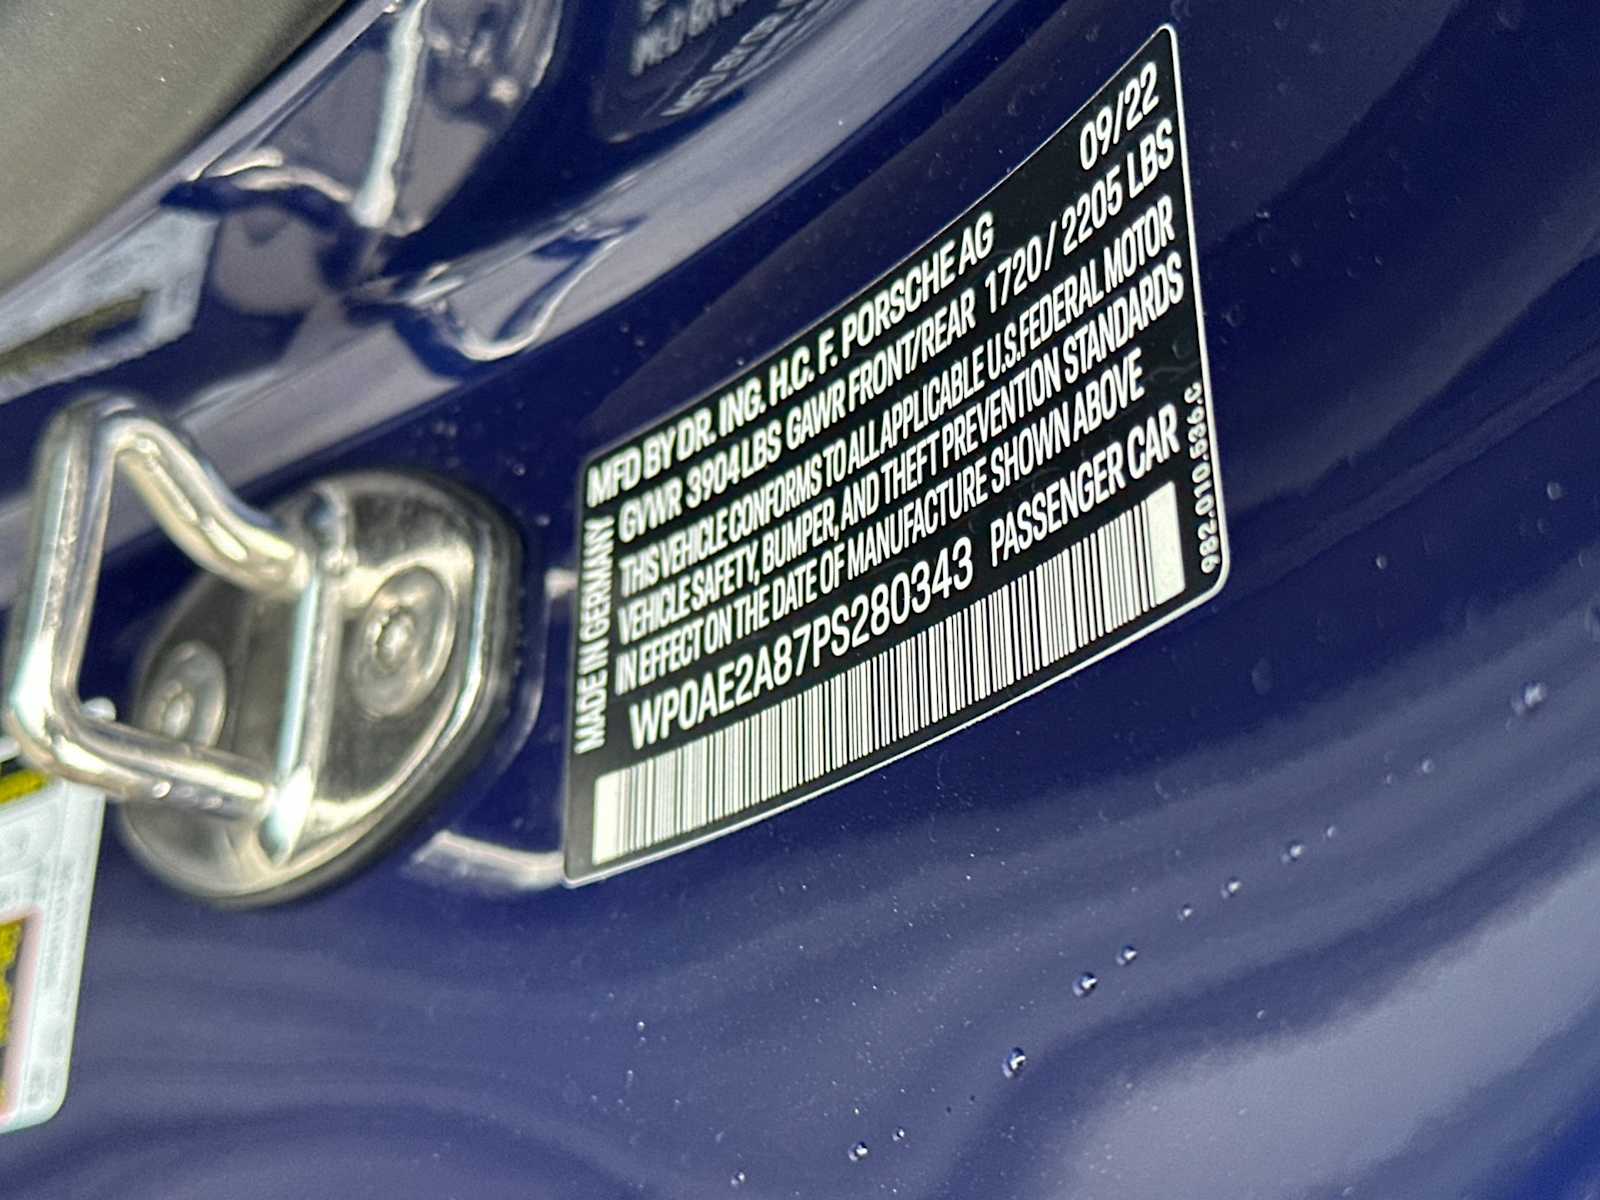 09/22
MFD BY DR. ING. H.C. F. PORSCHE AG
GVWR 3904 LBS GAWR FRONT/REAR 1720 / 2205 LBS
THIS VEHICLE CONFORMS TO ALL APPLICABLE U.S.FEDERAL MOTOR
VEHICLE SAFETY, BUMPER, AND THEFT PREVENTION STANDARDS
IN EFFECT ON THE DATE OF MANUFACTURE SHOWN ABOVE
WP0AE2A87PS280343 PASSENGER CAR
MADE IN GERMANY
982.010.536.C